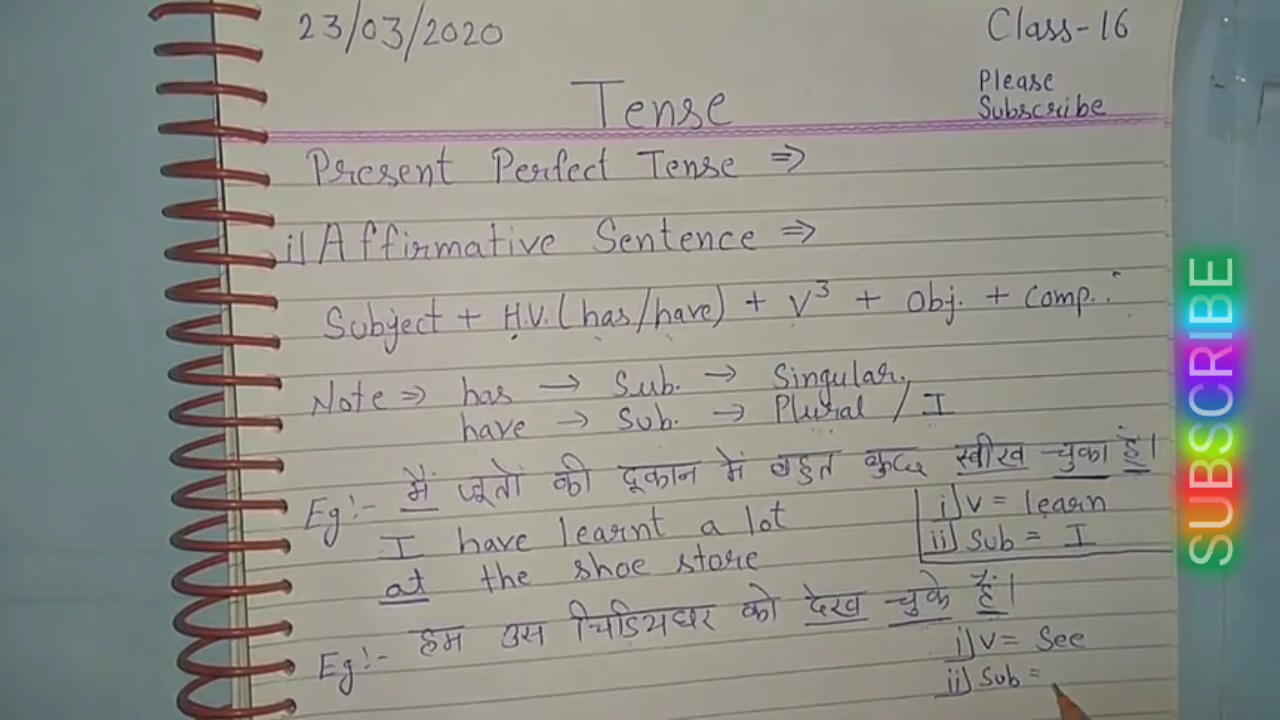 23/03/2020
Class-16
Please
Subscribe
Tense
Present Perfect Tense ⇒
i) Affirmative Sentence ⇒
Subject + H.V. (has/have) + V³ + Obj. + Comp..
Note ⇒ has → Sub. → Singular.
have → Sub. → Plural / I
Eg:- मैं जूतों की दूकान में बहुत कुछ सीख चुका हूँ।
I have learnt a lot
at the shoe store
i) V = learn
ii) Sub = I
Eg:- हम उस चिडियघर को देख चुके हैं।
i) V = See
ii) Sub =
SUBSCRIBE